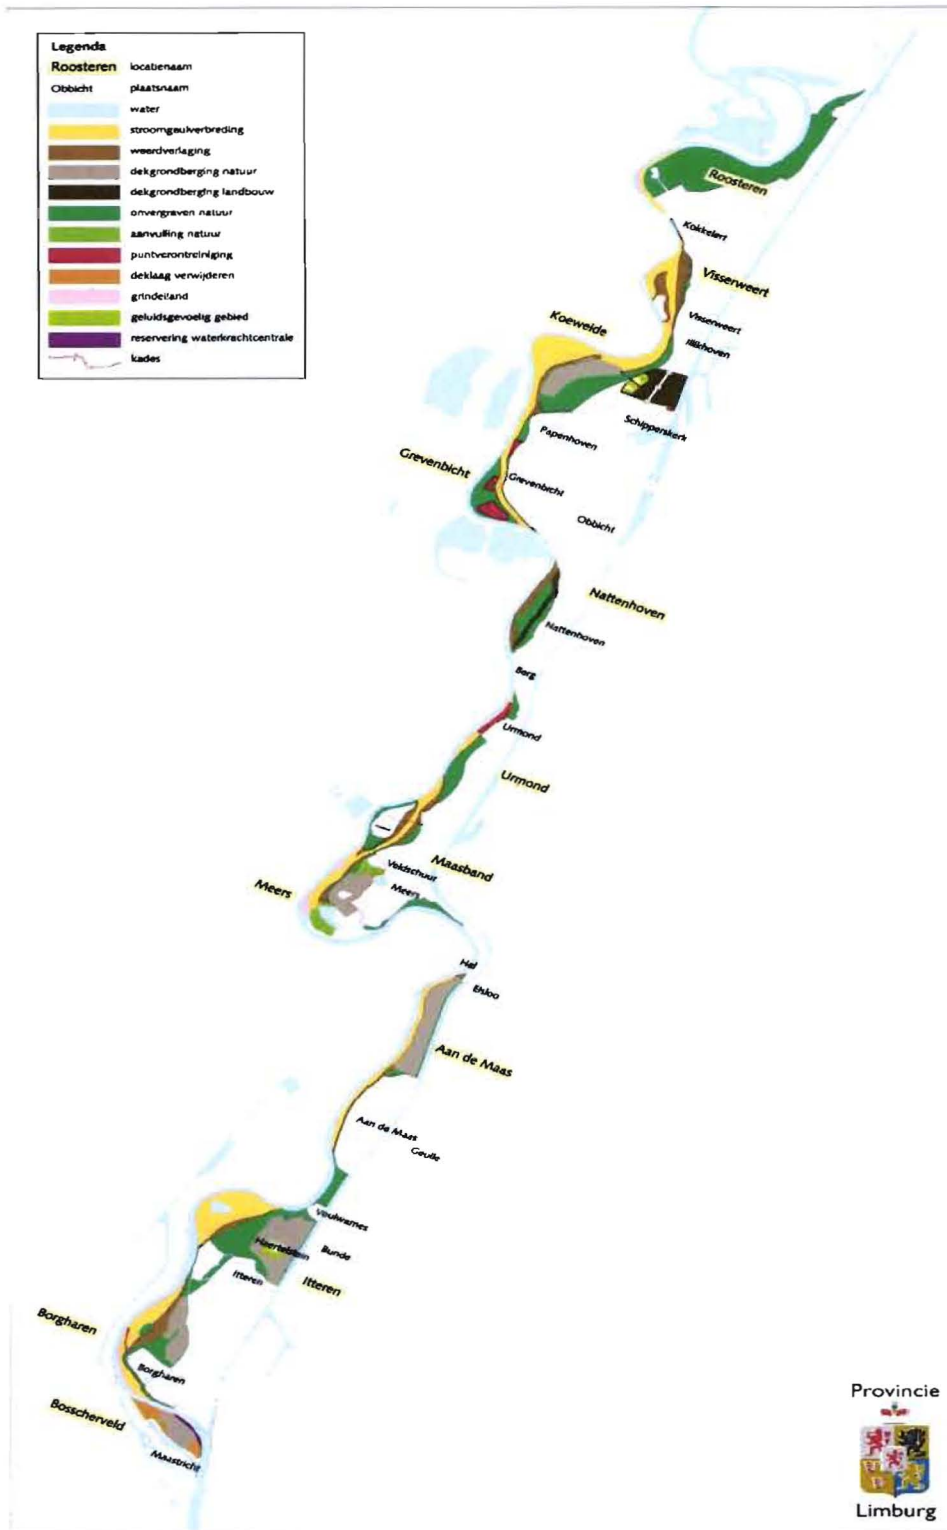 Legenda
Roosteren locatienaam
Obbicht plaatsnaam
water
stroomgeulverbreding
weerdverlaging
dekgrondberging natuur
dekgrondberging landbouw
onvergraven natuur
aanvulling natuur
puntverontreiniging
deklaag verwijderen
grindeiland
geluidsgevoelig gebied
reservering waterkrachtcentrale
kades
Roosteren
Kokkelert
Visserweert
Visserweert
Koeweide
Illikhoven
Schipperskerk
Papenhoven
Grevenbicht
Grevenbicht
Obbicht
Nattenhoven
Nattenhoven
Berg
Urmond
Urmond
Maasband
Veldschuur
Meers
Meers
Hal
Elsloo
Aan de Maas
Aan de Maas
Geulle
Voulwames
Bunde
Haertelstein
Itteren
Itteren
Borgharen
Borgharen
Bosscherveld
Maastricht
Provincie
Limburg